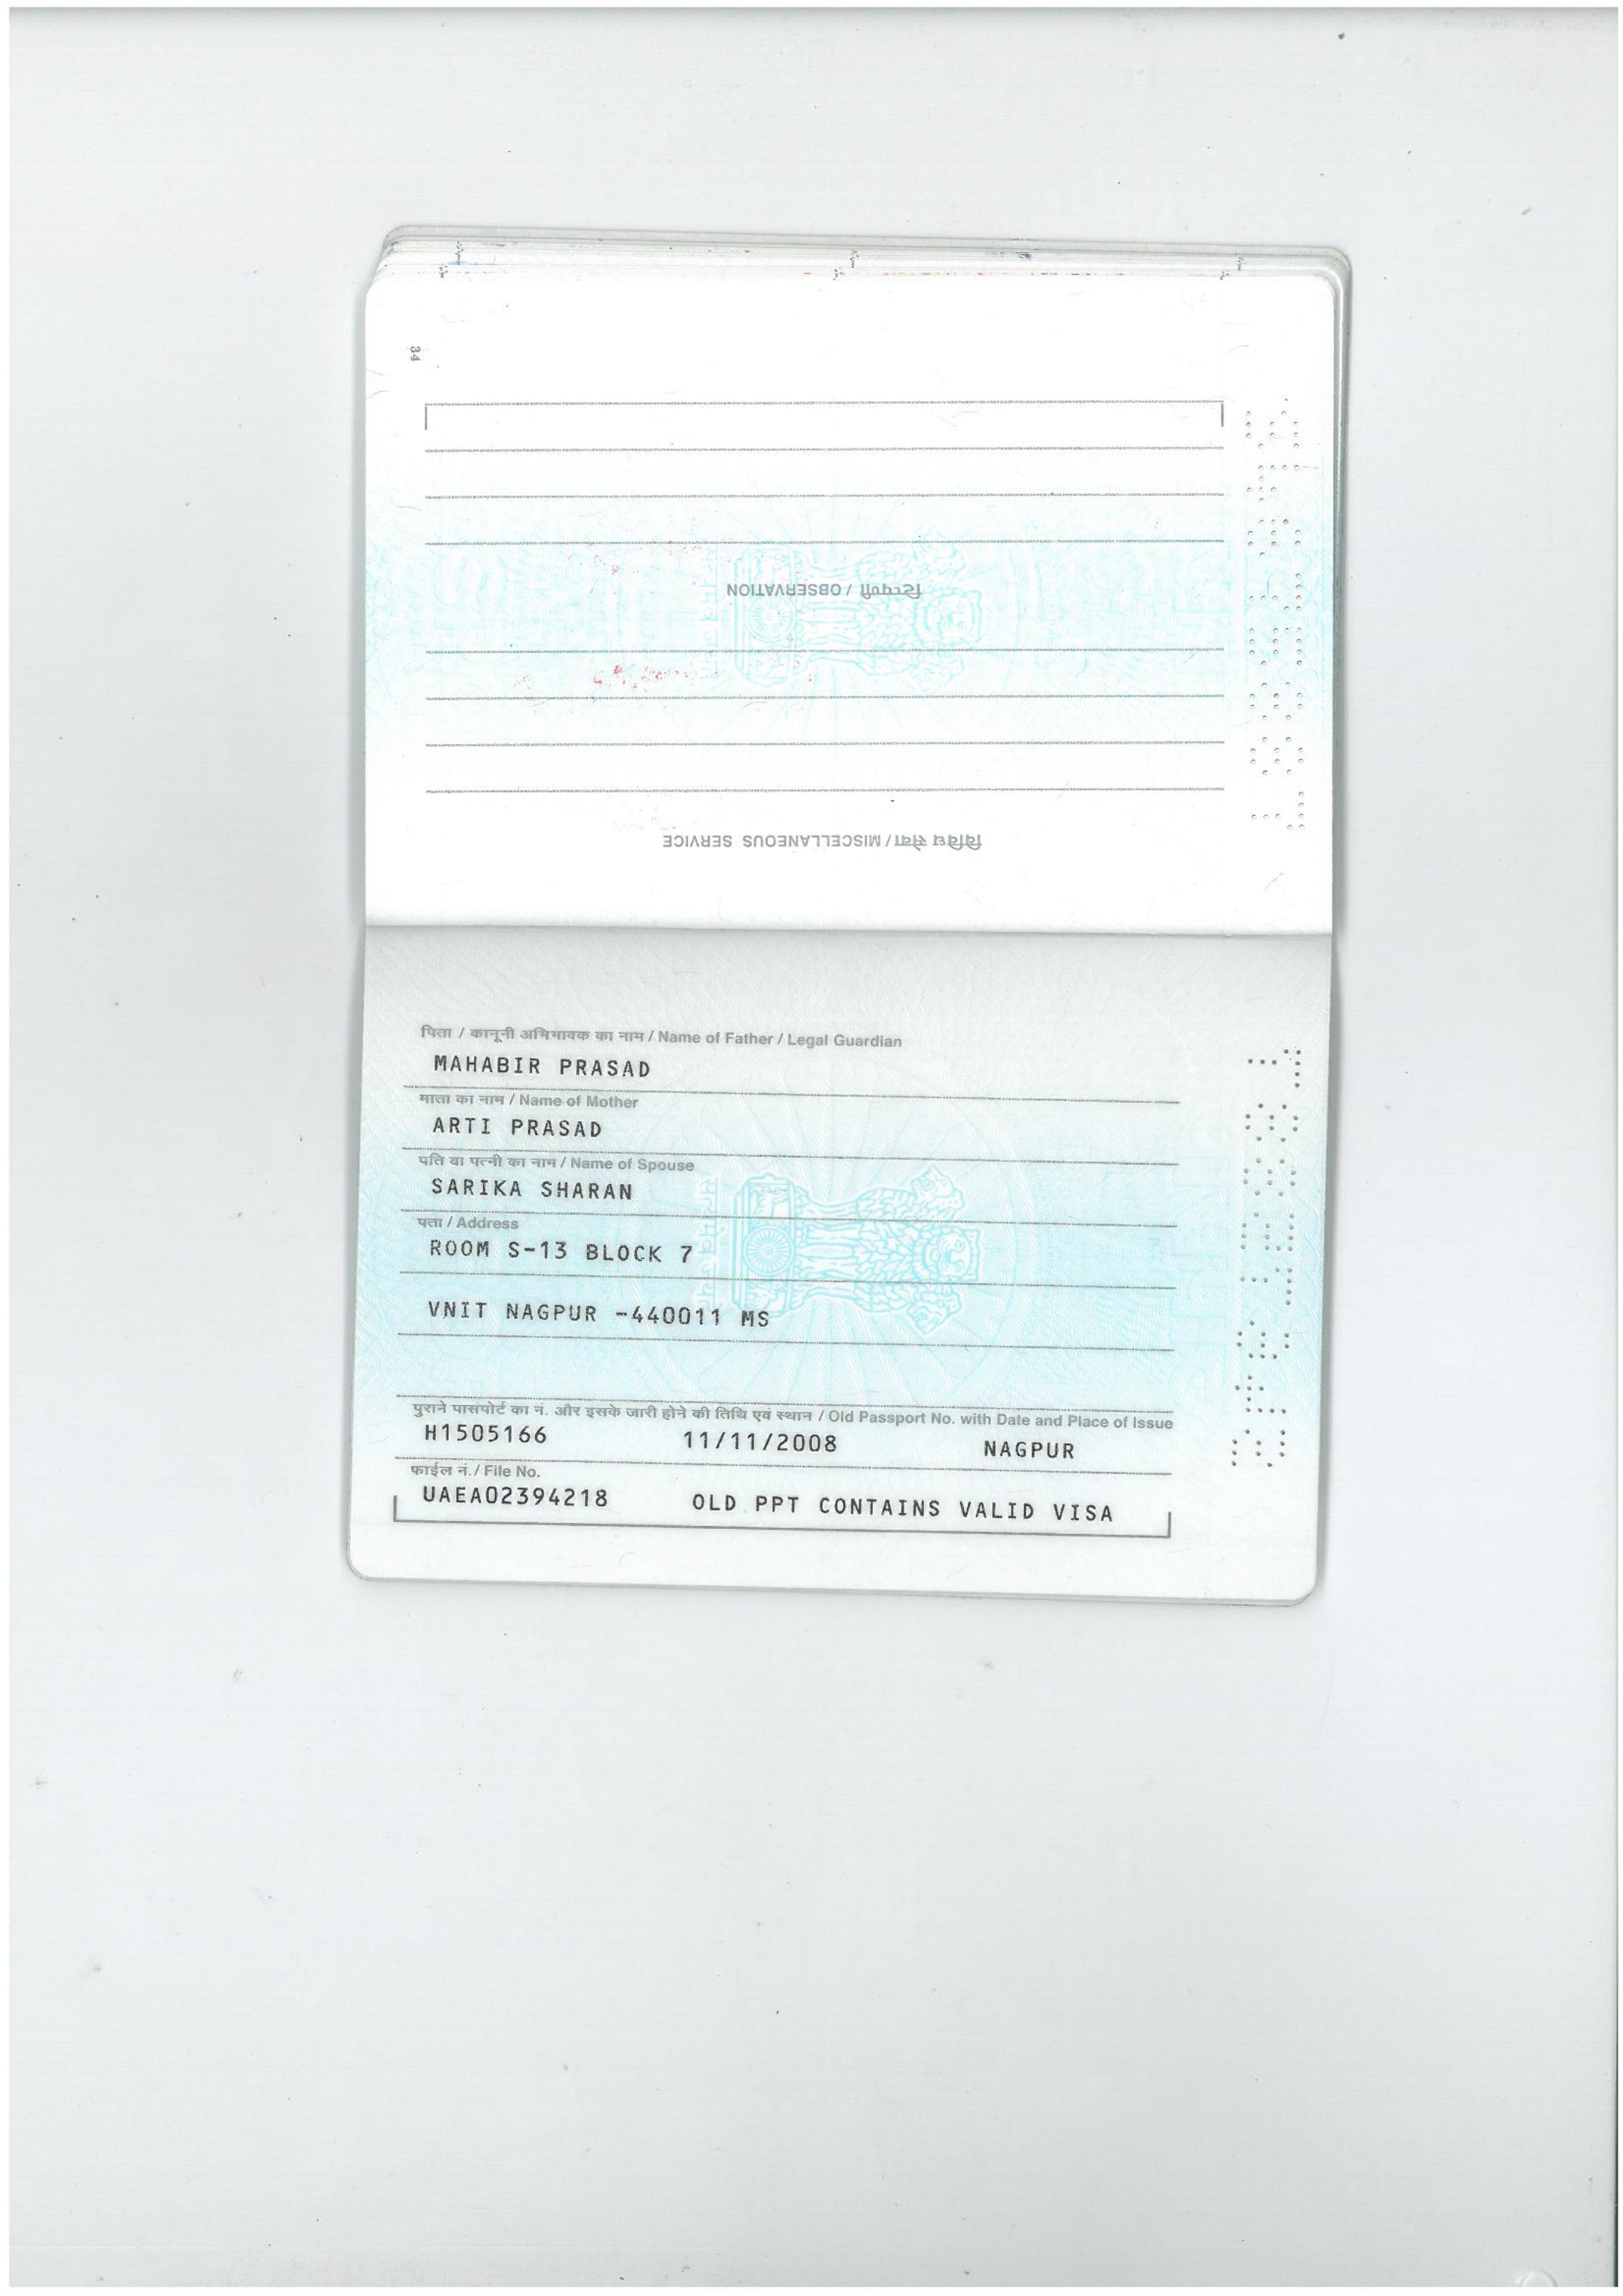 34
टिप्पणी / OBSERVATION
विविध सेवा / MISCELLANEOUS SERVICE
पिता / कानूनी अभिभावक का नाम / Name of Father / Legal Guardian
MAHABIR PRASAD
माता का नाम / Name of Mother
ARTI PRASAD
पति या पत्नी का नाम / Name of Spouse
SARIKA SHARAN
पता / Address
ROOM S-13 BLOCK 7
VNIT NAGPUR -440011 MS
पुराने पासपोर्ट का नं. और इसके जारी होने की तिथि एवं स्थान / Old Passport No. with Date and Place of Issue
H1505166 11/11/2008 NAGPUR
फाईल नं./ File No.
UAEA02394218 OLD PPT CONTAINS VALID VISA